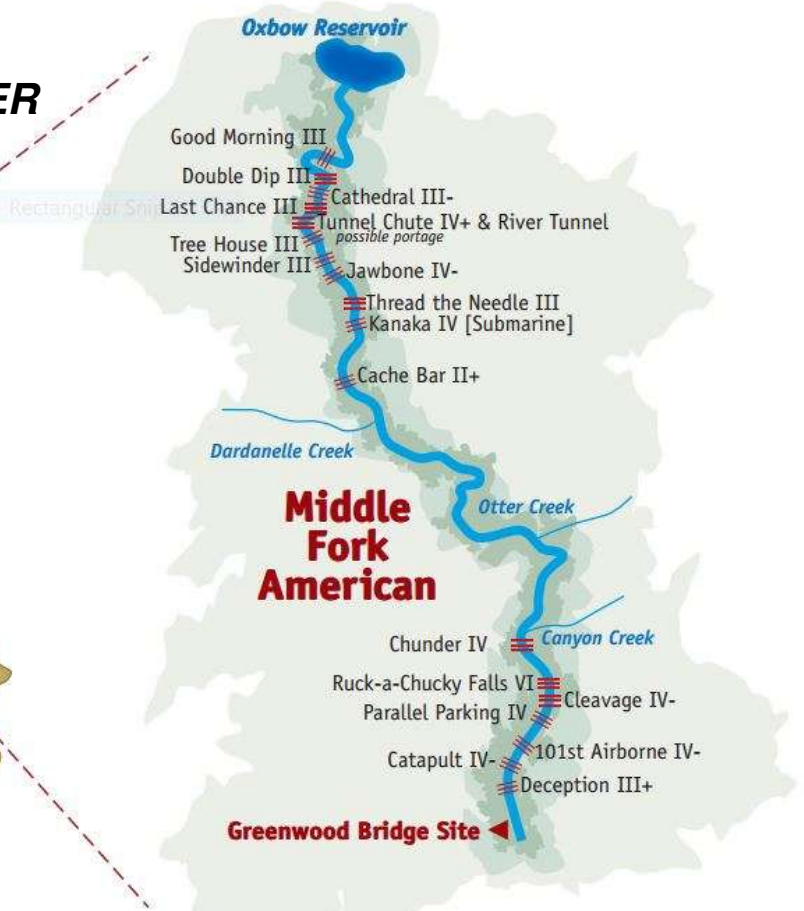 Oxbow Reservoir
ER
Good Morning III
Double Dip III
Cathedral III-
Last Chance III
Tunnel Chute IV+ & River Tunnel
possible portage
Tree House III
Sidewinder III
Jawbone IV-
Thread the Needle III
Kanaka IV [Submarine]
Cache Bar II+
Dardanelle Creek
Middle
Fork
American
Otter Creek
Chunder IV
Canyon Creek
Ruck-a-Chucky Falls VI
Cleavage IV-
Parallel Parking IV
101st Airborne IV-
Catapult IV-
Deception III+
Greenwood Bridge Site